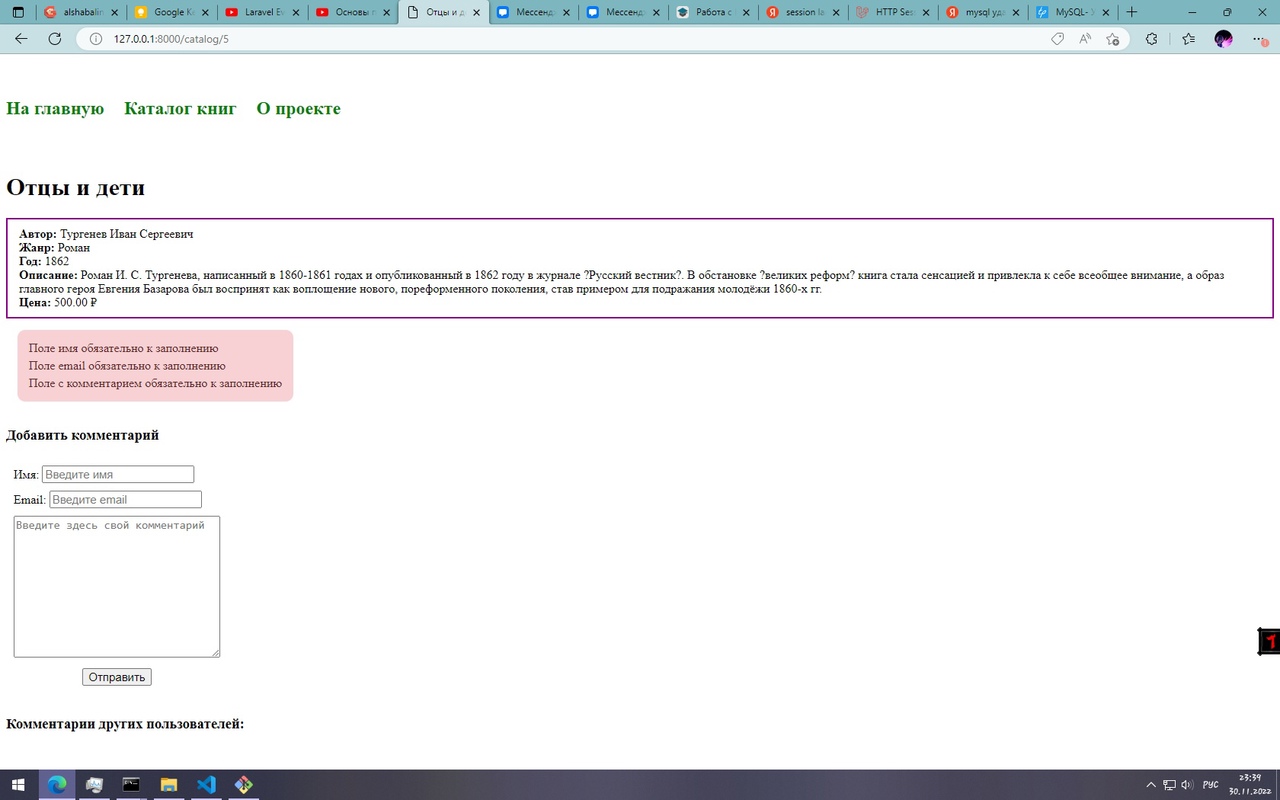 alshabalin
Google Ke
Laravel Ev
Основы п
Отцы и д
Мессендж
Мессендж
Работа с
session la
HTTP Ses
mysql уда
MySQL-
127.0.0.1:8000/catalog/5
На главную Каталог книг О проекте
Отцы и дети
Автор: Тургенев Иван Сергеевич
Жанр: Роман
Год: 1862
Описание: Роман И. С. Тургенева, написанный в 1860-1861 годах и опубликованный в 1862 году в журнале ?Русский вестник?. В обстановке ?великих реформ? книга стала сенсацией и привлекла к себе всеобщее внимание, а образ
главного героя Евгения Базарова был воспринят как воплощение нового, пореформенного поколения, став примером для подражания молодёжи 1860-х гг.
Цена: 500.00 ₽
Поле имя обязательно к заполнению
Поле email обязательно к заполнению
Поле с комментарием обязательно к заполнению
Добавить комментарий
Имя: Введите имя
Email: Введите email
Введите здесь свой комментарий
Отправить
Комментарии других пользователей:
РУС
23:39
30.11.2022